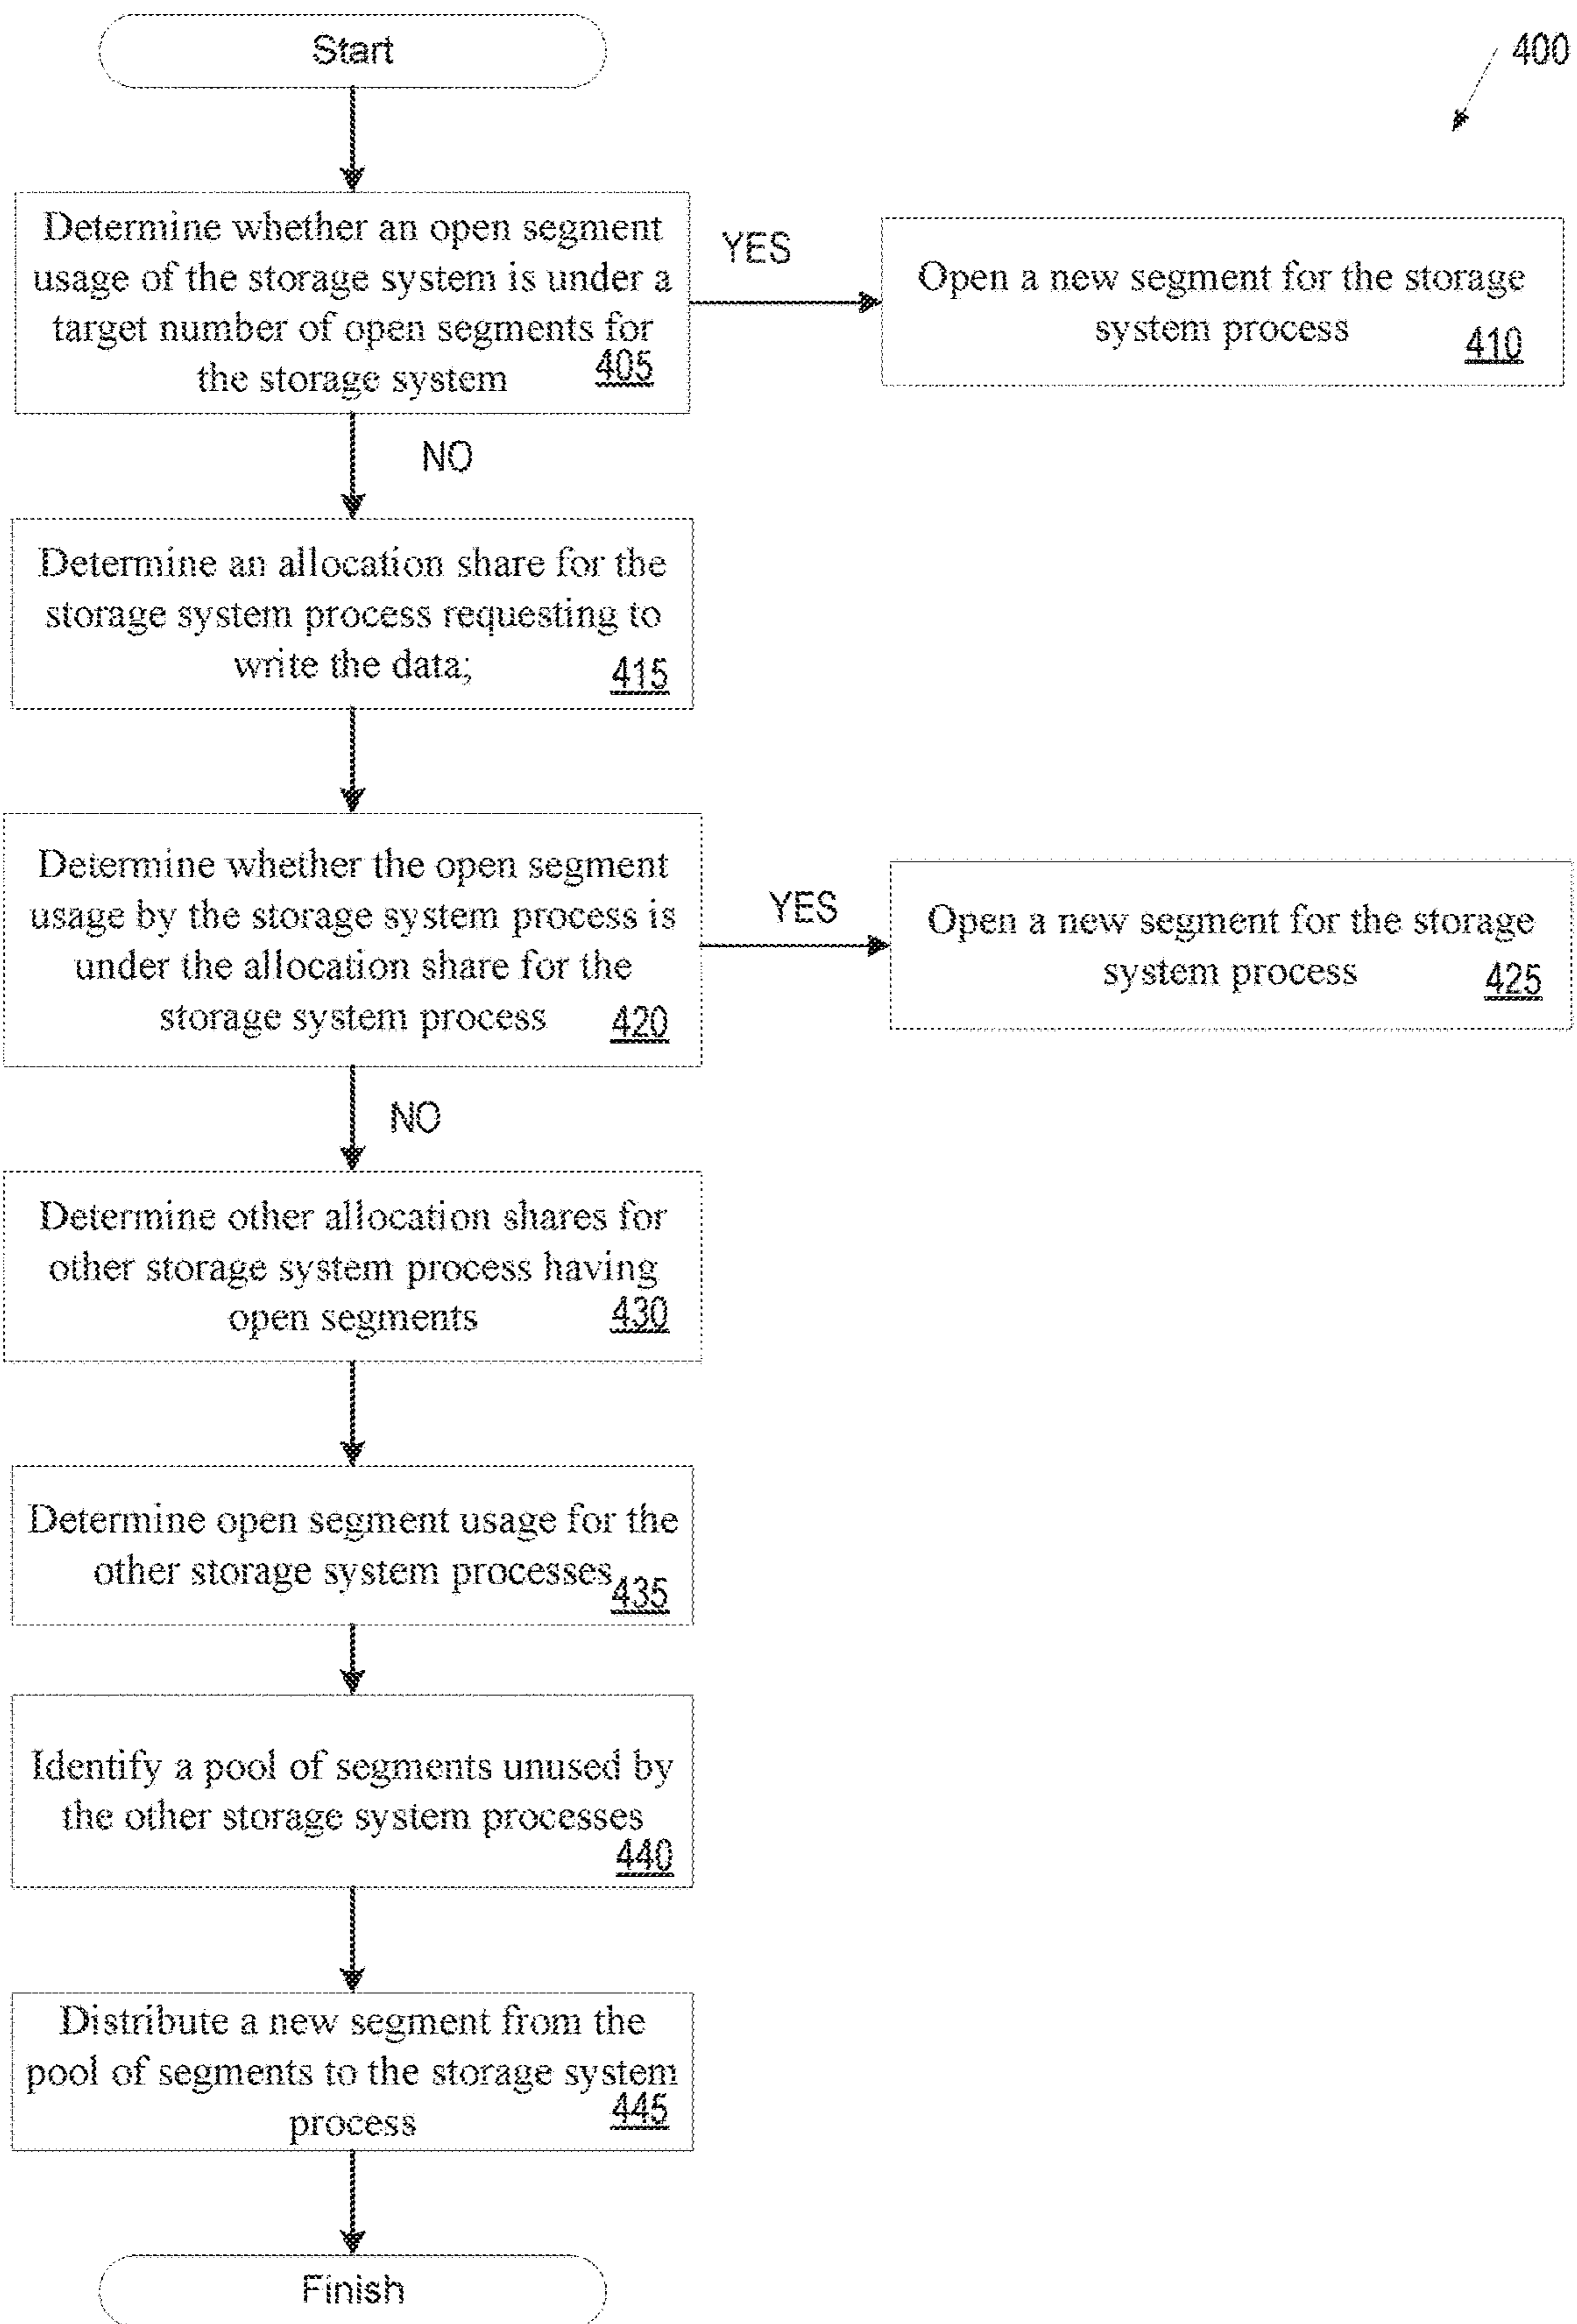 Start
400
Determine whether an open segment
usage of the storage system is under a
target number of open segments for
the storage system 405
YES
Open a new segment for the storage
system process 410
NO
Determine an allocation share for the
storage system process requesting to
write the data; 415
Determine whether the open segment
usage by the storage system process is
under the allocation share for the
storage system process 420
YES
Open a new segment for the storage
system process 425
NO
Determine other allocation shares for
other storage system process having
open segments 430
Determine open segment usage for the
other storage system processes
435
Identify a pool of segments unused by
the other storage system processes
440
Distribute a new segment from the
pool of segments to the storage system
process 445
Finish